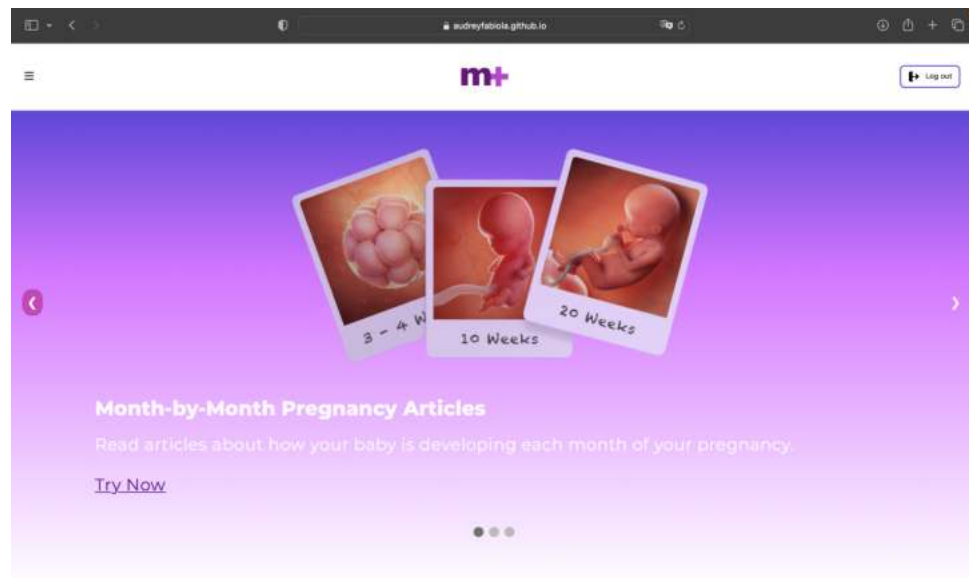 audreyfabiola.github.io
m+
Log out
3 - 4 W
10 Weeks
20 Weeks
Month-by-Month Pregnancy Articles
Read articles about how your baby is developing each month of your pregnancy.
Try Now